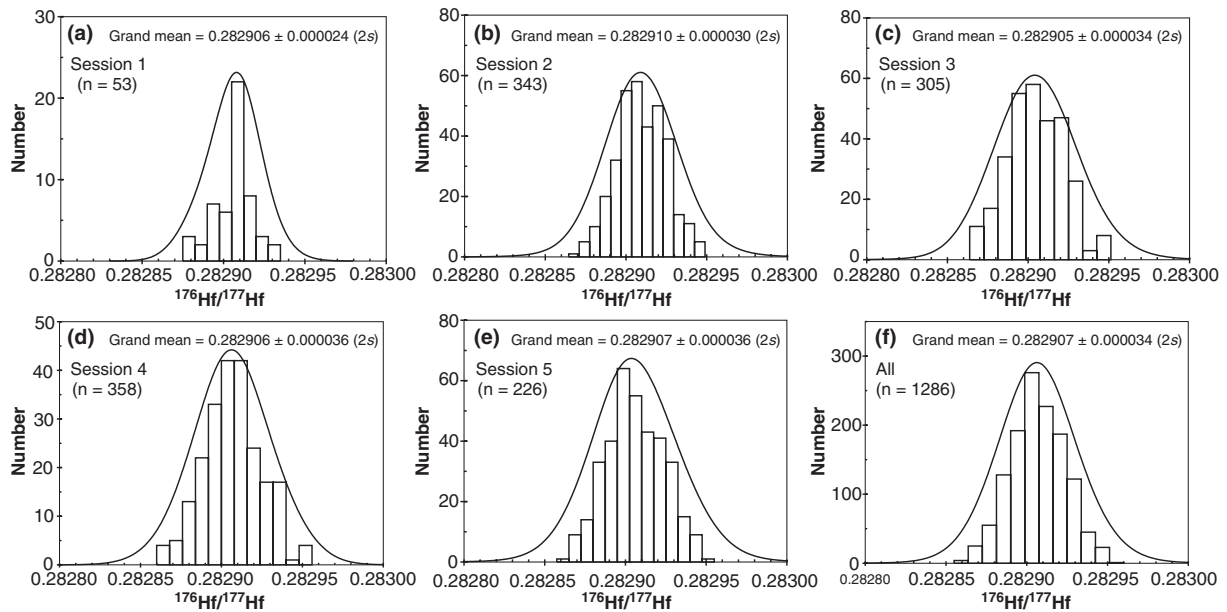 (a) Grand mean = 0.282906 ± 0.000024 (2s)
Session 1
(n = 53)
Number
30
20
10
0
0.28280 0.28285 0.28290 0.28295 0.28300
176Hf/177Hf
(b) Grand mean = 0.282910 ± 0.000030 (2s)
Session 2
(n = 343)
Number
80
60
40
20
0
0.28280 0.28285 0.28290 0.28295 0.28300
176Hf/177Hf
(c) Grand mean = 0.282905 ± 0.000034 (2s)
Session 3
(n = 305)
Number
80
60
40
20
0
0.28280 0.28285 0.28290 0.28295 0.28300
176Hf/177Hf
(d) Grand mean = 0.282906 ± 0.000036 (2s)
Session 4
(n = 358)
Number
50
40
30
20
10
0
0.28280 0.28285 0.28290 0.28295 0.28300
176Hf/177Hf
(e) Grand mean = 0.282907 ± 0.000036 (2s)
Session 5
(n = 226)
Number
80
60
40
20
0
0.28280 0.28285 0.28290 0.28295 0.28300
176Hf/177Hf
(f) Grand mean = 0.282907 ± 0.000034 (2s)
All
(n = 1286)
Number
300
200
100
0
0.28280 0.28285 0.28290 0.28295 0.28300
176Hf/177Hf